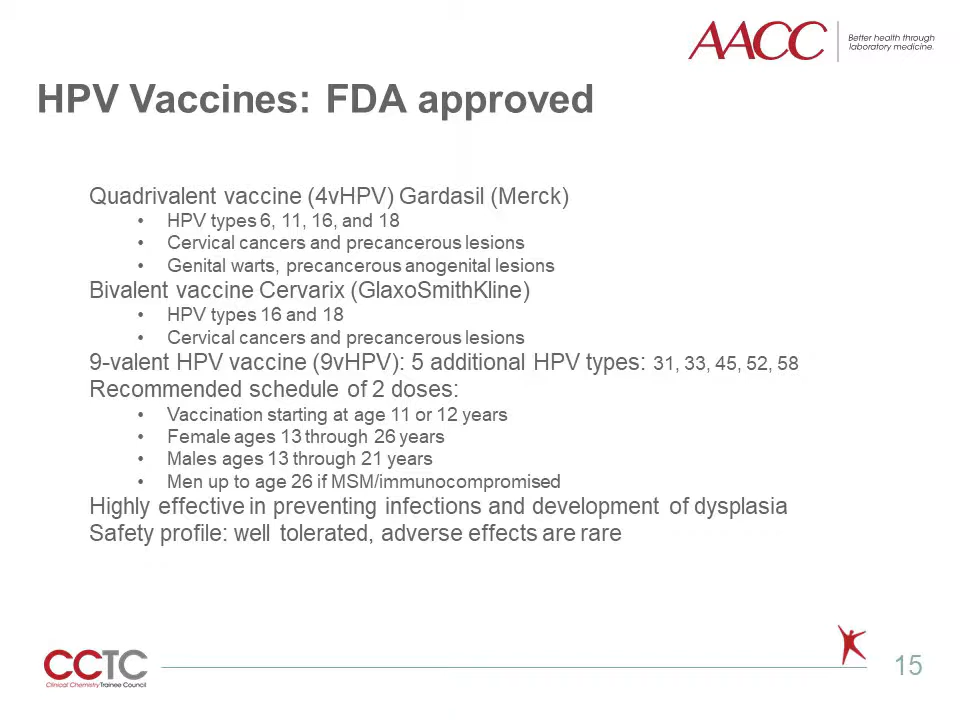 AACC
Better health through
laboratory medicine.
HPV Vaccines: FDA approved
Quadrivalent vaccine (4vHPV) Gardasil (Merck)
• HPV types 6, 11, 16, and 18
• Cervical cancers and precancerous lesions
• Genital warts, precancerous anogenital lesions
Bivalent vaccine Cervarix (GlaxoSmithKline)
• HPV types 16 and 18
• Cervical cancers and precancerous lesions
9-valent HPV vaccine (9vHPV): 5 additional HPV types: 31, 33, 45, 52, 58
Recommended schedule of 2 doses:
• Vaccination starting at age 11 or 12 years
• Female ages 13 through 26 years
• Males ages 13 through 21 years
• Men up to age 26 if MSM/immunocompromised
Highly effective in preventing infections and development of dysplasia
Safety profile: well tolerated, adverse effects are rare
CCTC
Clinical Chemistry Trainee Council
15